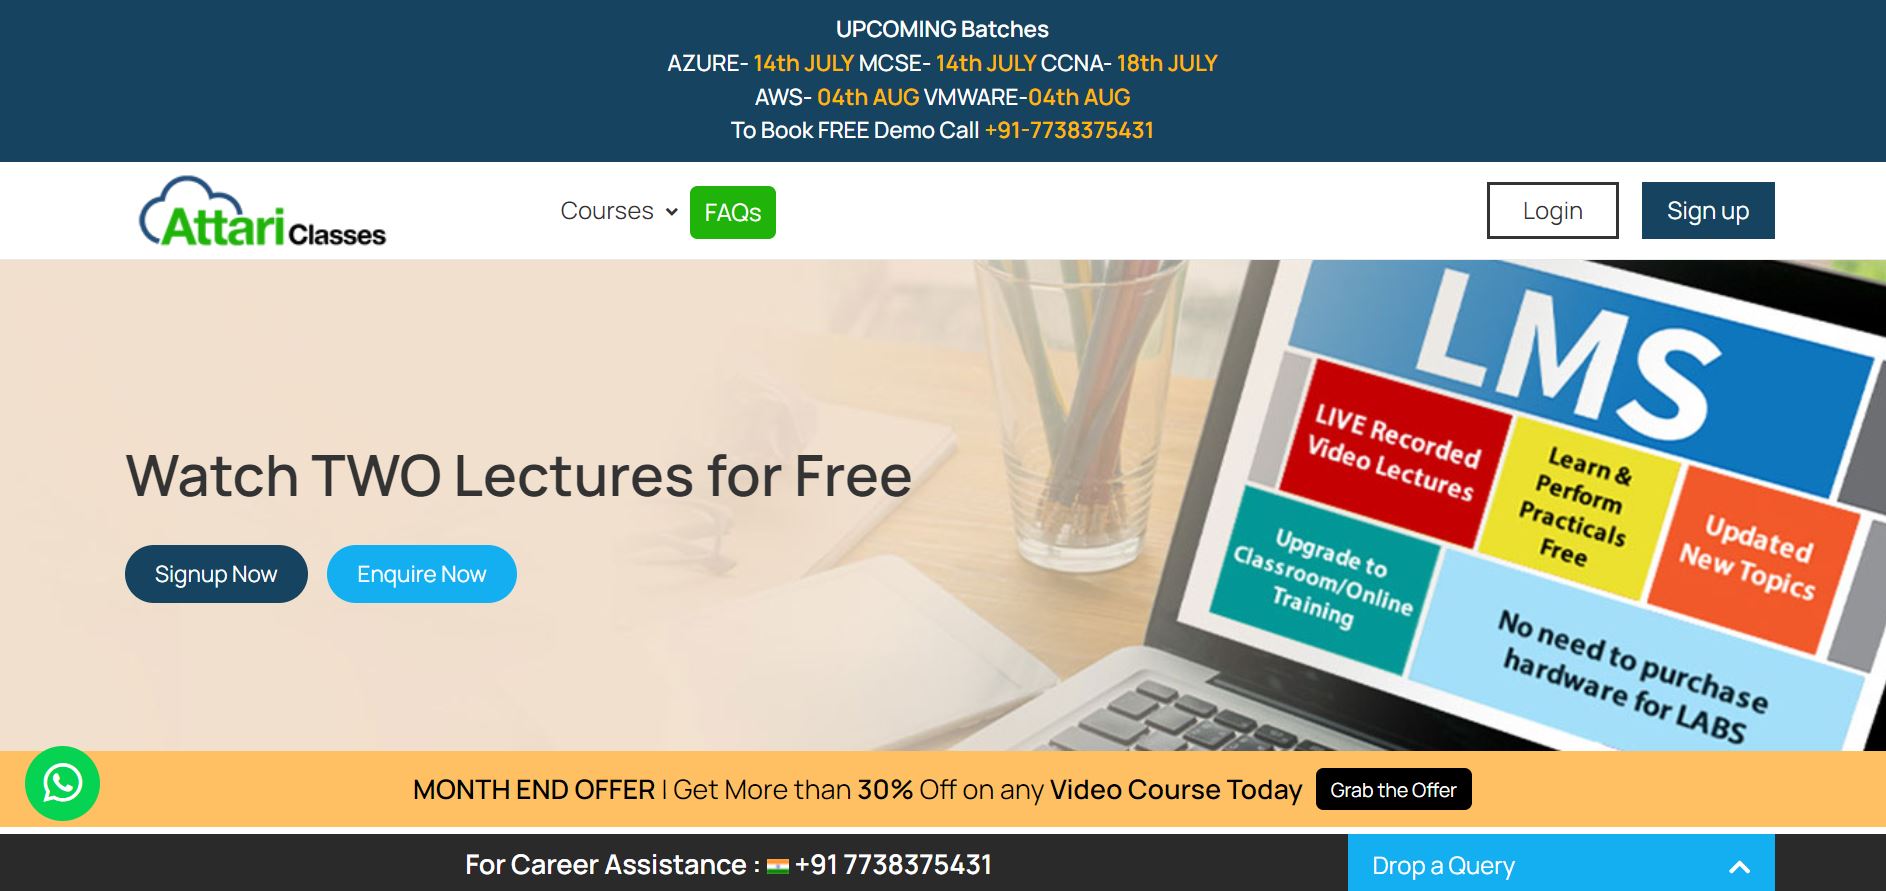 UPCOMING Batches
AZURE- 14th JULY MCSE- 14th JULY CCNA- 18th JULY
AWS- 04th AUG VMWARE-04th AUG
To Book FREE Demo Call +91-7738375431
Attari Classes
Courses
FAQs
Login
Sign up
LMS
LIVE Recorded
Video Lectures
Learn &
Perform
Practicals
Free
Updated
New Topics
Upgrade to
Classroom/Online
Training
No need to purchase
hardware for LABS
Watch TWO Lectures for Free
Signup Now
Enquire Now
MONTH END OFFER | Get More than 30% Off on any Video Course Today
Grab the Offer
For Career Assistance : +91 7738375431
Drop a Query